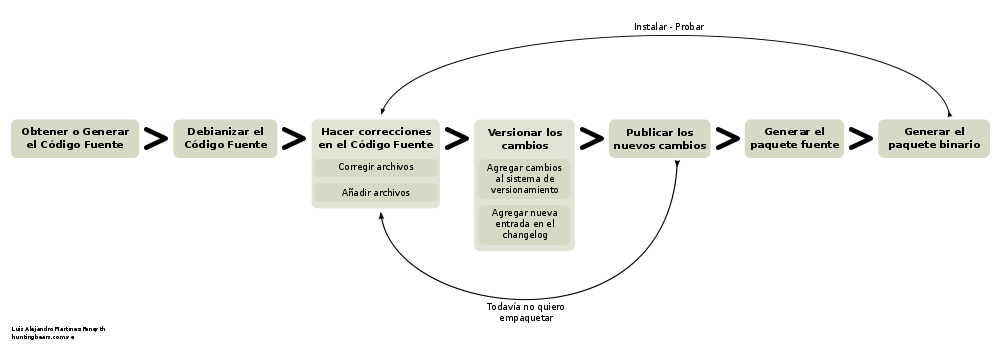 Instalar - Probar
Obtener o Generar
el Código Fuente
Debianizar el
Código Fuente
Hacer correcciones
en el Código Fuente
Corregir archivos
Añadir archivos
Versionar los
cambios
Agregar cambios
al sistema de
versionamiento
Agregar nueva
entrada en el
changelog
Publicar los
nuevos cambios
Generar el
paquete fuente
Generar el
paquete binario
Todavía no quiero
empaquetar
Luis Alejandro Martínez Faneyth
huntingbears.com.ve